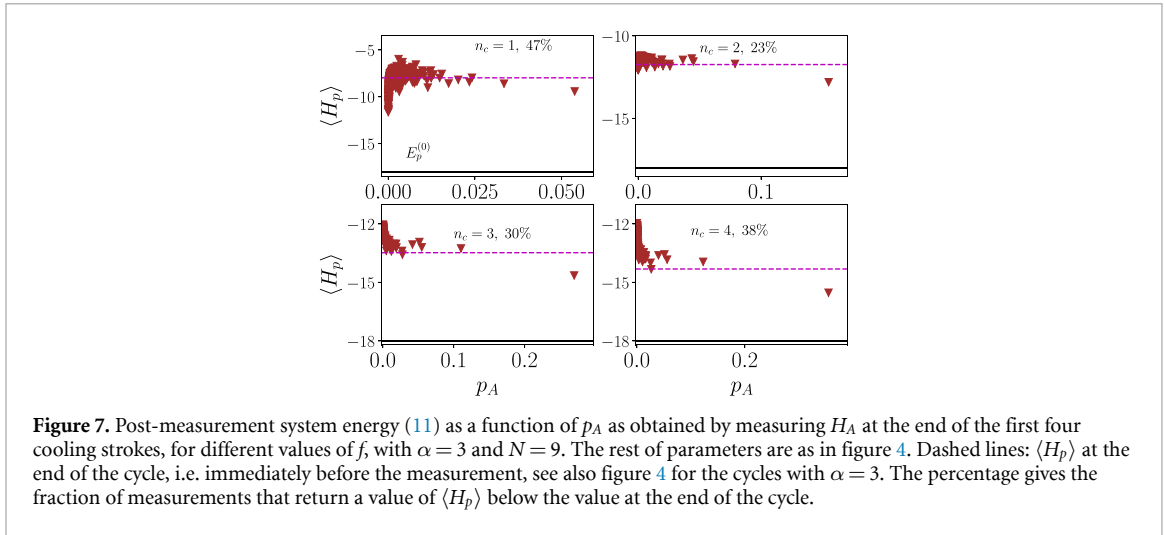 −5
−10
−15
⟨H_p⟩
n_c = 1, 47%
E_p^{(0)}
0.000 0.025 0.050
−10
−15
n_c = 2, 23%
0.0 0.1
−12
−15
−18
⟨H_p⟩
n_c = 3, 30%
0.0 0.1 0.2
p_A
−12
−15
−18
n_c = 4, 38%
0.0 0.2
p_A
Figure 7. Post-measurement system energy (11) as a function of p_A as obtained by measuring H_A at the end of the first four
cooling strokes, for different values of f, with α = 3 and N = 9. The rest of parameters are as in figure 4. Dashed lines: ⟨H_p⟩ at the
end of the cycle, i.e. immediately before the measurement, see also figure 4 for the cycles with α = 3. The percentage gives the
fraction of measurements that return a value of ⟨H_p⟩ below the value at the end of the cycle.